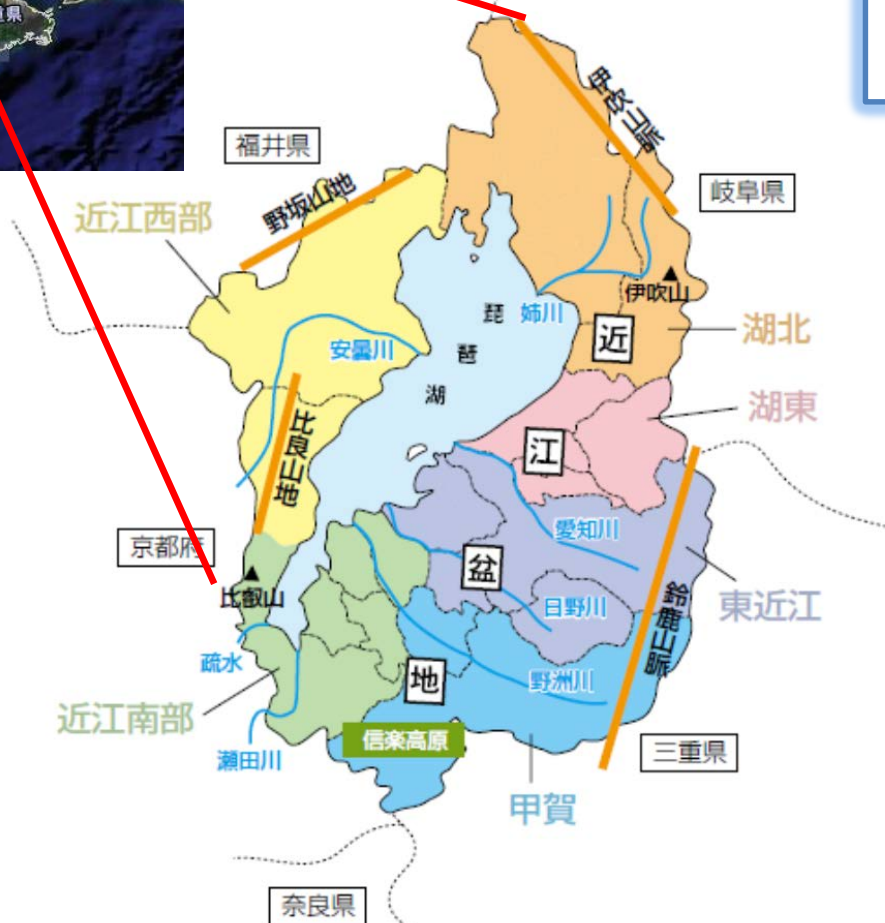 県
福井県
伊吹山脈
野坂山地
岐阜県
近江西部
伊吹山
琵
姉川
近
湖北
安曇川
琶
湖
湖東
比良山地
江
愛知川
京都府
盆
比叡山
日野川
東近江
鈴鹿山脈
疏水
地
野洲川
近江南部
信楽高原
瀬田川
三重県
甲賀
奈良県